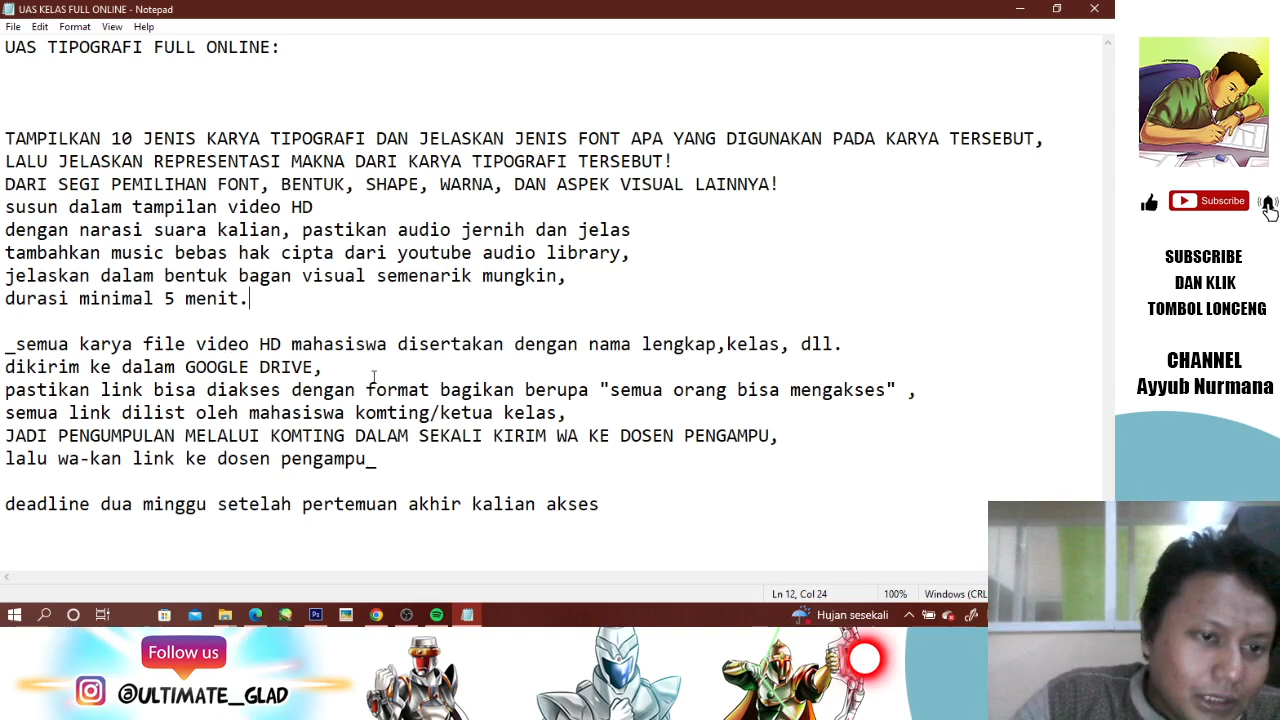 UAS KELAS FULL ONLINE - Notepad
File Edit Format View Help
UAS TIPOGRAFI FULL ONLINE:
TAMPILKAN 10 JENIS KARYA TIPOGRAFI DAN JELASKAN JENIS FONT APA YANG DIGUNAKAN PADA KARYA TERSEBUT,
LALU JELASKAN REPRESENTASI MAKNA DARI KARYA TIPOGRAFI TERSEBUT!
DARI SEGI PEMILIHAN FONT, BENTUK, SHAPE, WARNA, DAN ASPEK VISUAL LAINNYA!
susun dalam tampilan video HD
dengan narasi suara kalian, pastikan audio jernih dan jelas
tambahkan music bebas hak cipta dari youtube audio library,
jelaskan dalam bentuk bagan visual semenarik mungkin,
durasi minimal 5 menit.
_semua karya file video HD mahasiswa disertakan dengan nama lengkap,kelas, dll.
dikirim ke dalam GOOGLE DRIVE,
pastikan link bisa diakses dengan format bagikan berupa "semua orang bisa mengakses" ,
semua link dilist oleh mahasiswa komting/ketua kelas,
JADI PENGUMPULAN MELALUI KOMTING DALAM SEKALI KIRIM WA KE DOSEN PENGAMPU,
lalu wa-kan link ke dosen pengampu_
deadline dua minggu setelah pertemuan akhir kalian akses
Ln 12, Col 24 100% Windows (CRL
Hujan sesekali
Subscribe
SUBSCRIBE
DAN KLIK
TOMBOL LONCENG
CHANNEL
Ayyub Nurmana
Follow us
@ULTIMATE_GLAD